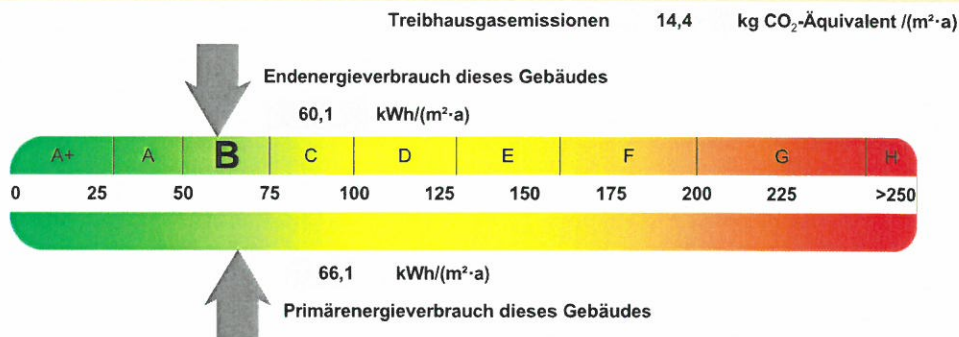 Treibhausgasemissionen 14,4 kg CO₂-Äquivalent /(m²·a)
Endenergieverbrauch dieses Gebäudes
60,1 kWh/(m²·a)
A+ A B C D E F G H
0 25 50 75 100 125 150 175 200 225 >250
66,1 kWh/(m²·a)
Primärenergieverbrauch dieses Gebäudes